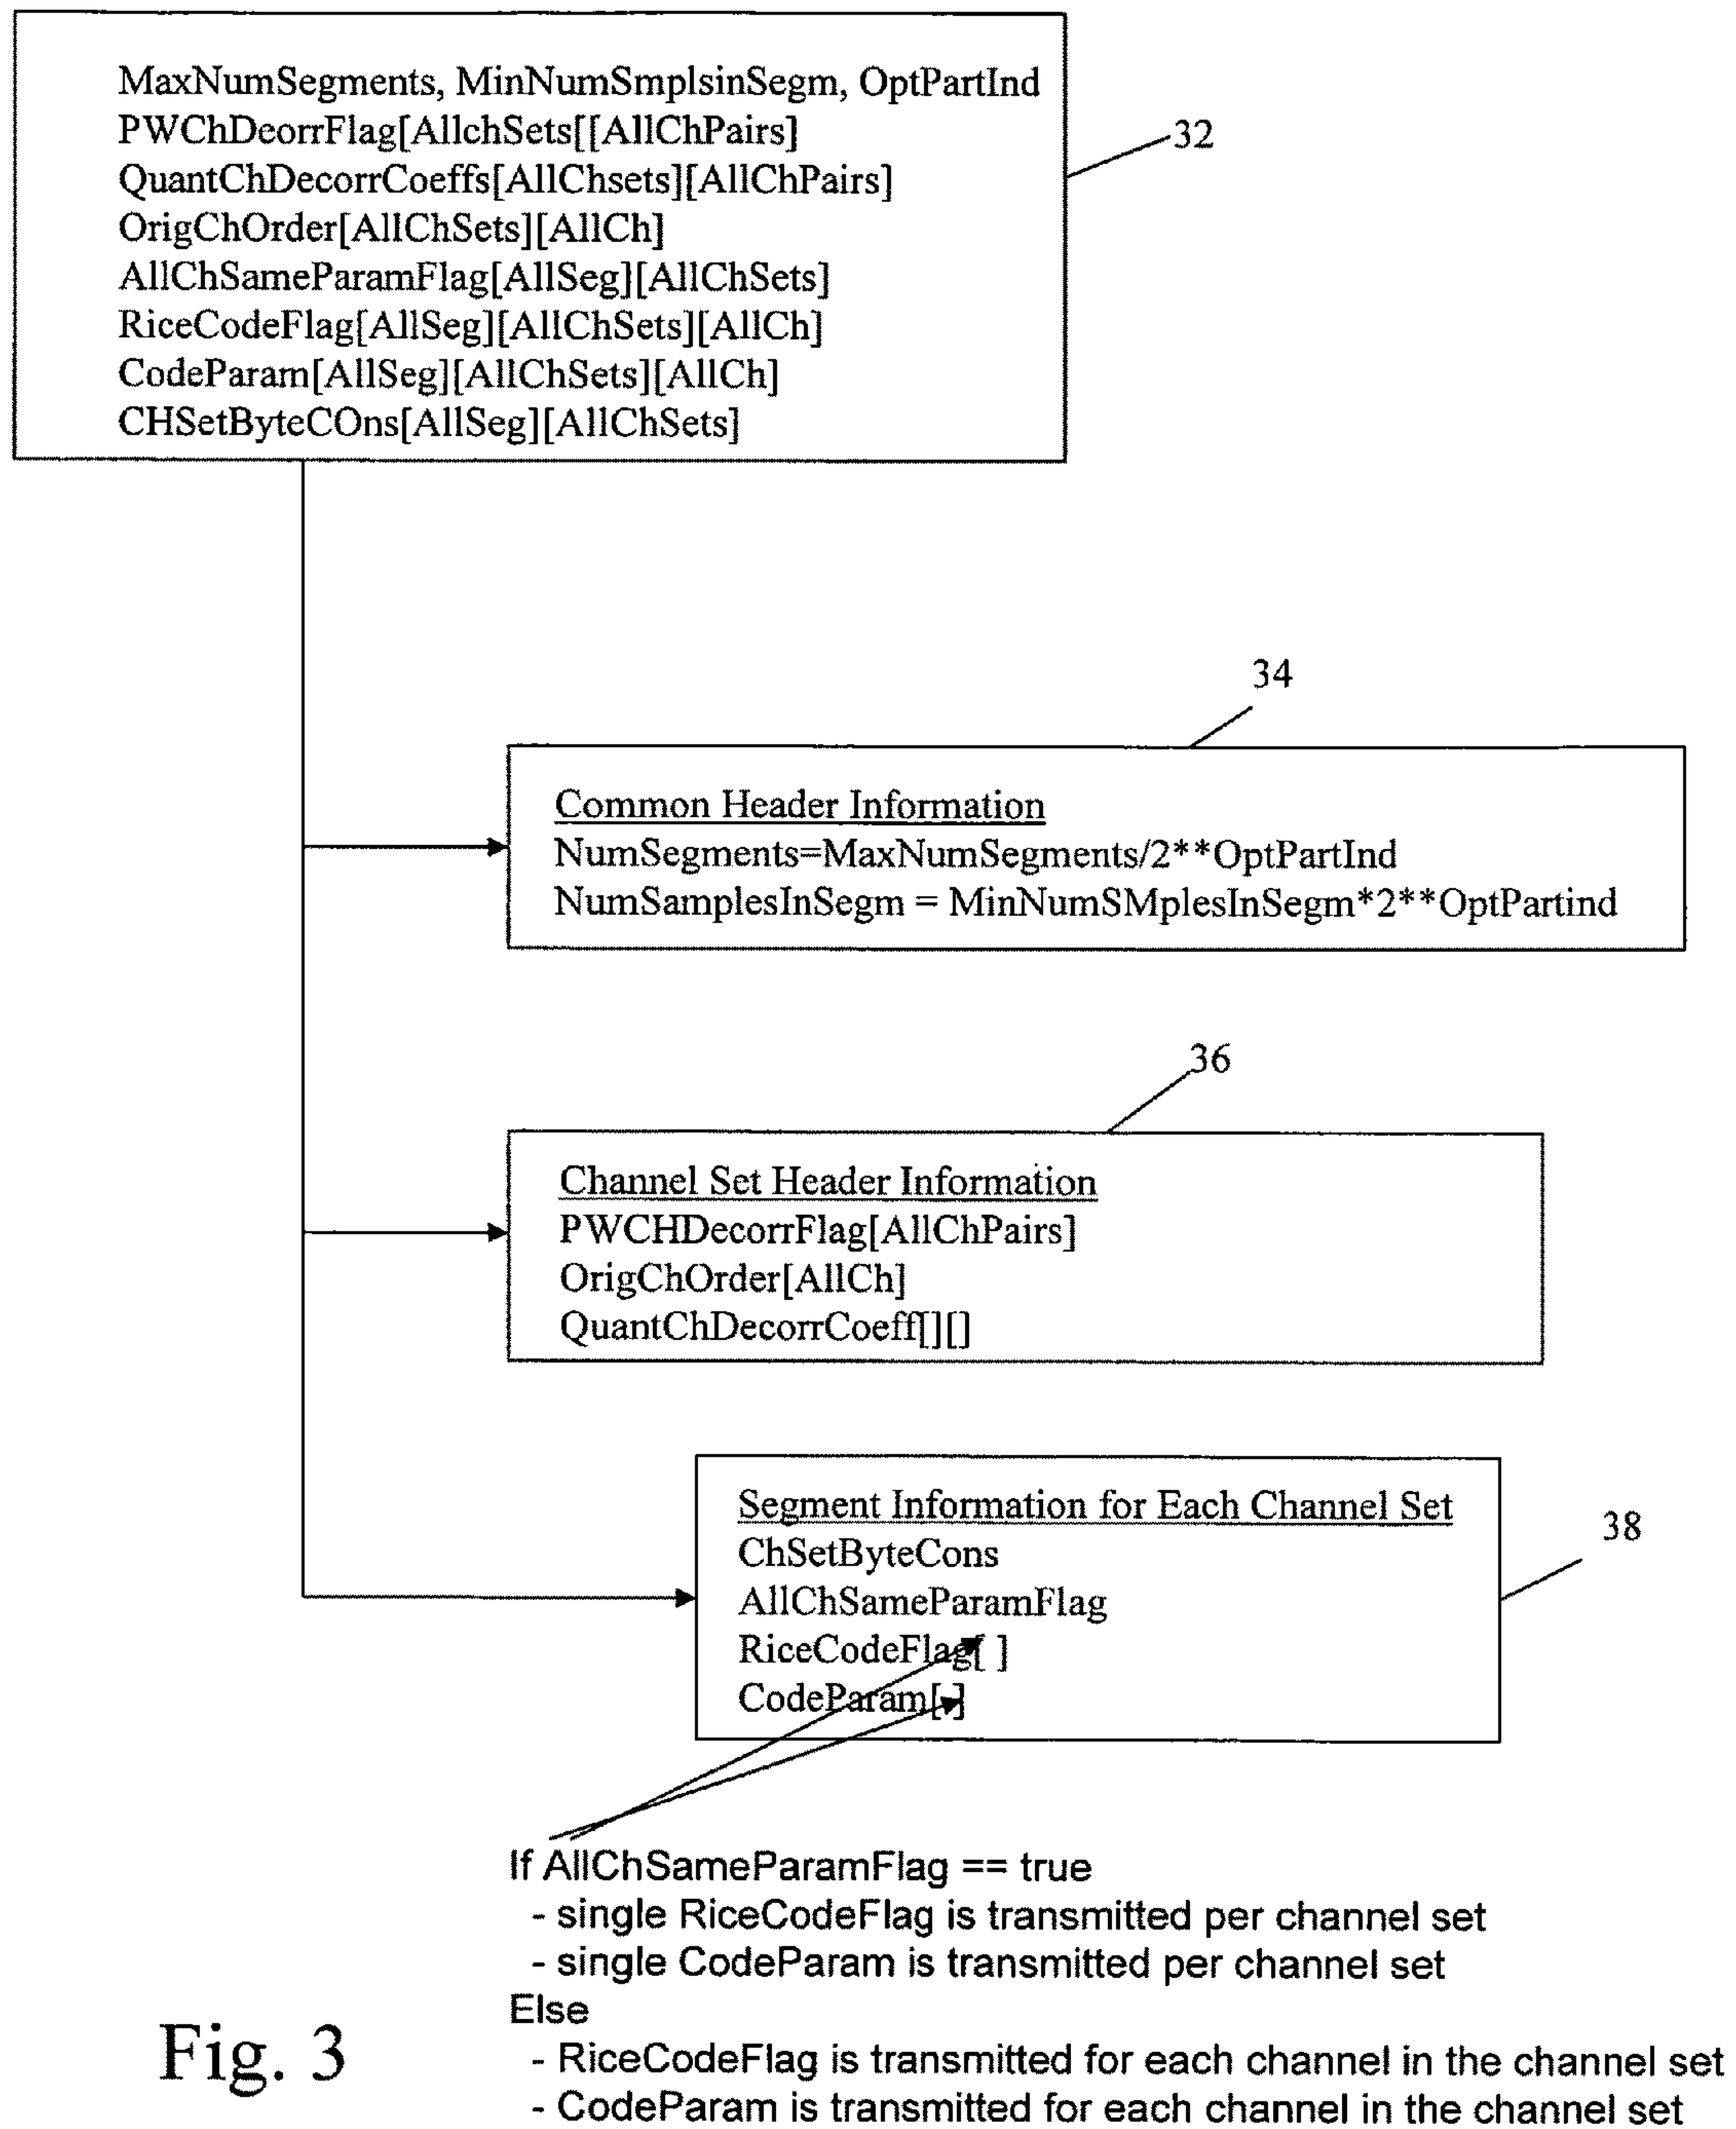 MaxNumSegments, MinNumSmplsinSegm, OptPartInd
PWChDeorrFlag[AllchSets[[AllChPairs]
QuantChDecorrCoeffs[AllChsets][AllChPairs]
OrigChOrder[AllChSets][AllCh]
AllChSameParamFlag[AllSeg][AllChSets]
RiceCodeFlag[AllSeg][AllChSets][AllCh]
CodeParam[AllSeg][AllChSets][AllCh]
CHSetByteCOns[AllSeg][AllChSets]
32
34
Common Header Information
NumSegments=MaxNumSegments/2**OptPartInd
NumSamplesInSegm = MinNumSMplesInSegm*2**OptPartind
36
Channel Set Header Information
PWCHDecorrFlag[AllChPairs]
OrigChOrder[AllCh]
QuantChDecorrCoeff[][]
Segment Information for Each Channel Set
ChSetByteCons
AllChSameParamFlag
RiceCodeFlag[ ]
CodeParam[ ]
38
If AllChSameParamFlag == true
- single RiceCodeFlag is transmitted per channel set
- single CodeParam is transmitted per channel set
Else
- RiceCodeFlag is transmitted for each channel in the channel set
- CodeParam is transmitted for each channel in the channel set
Fig. 3